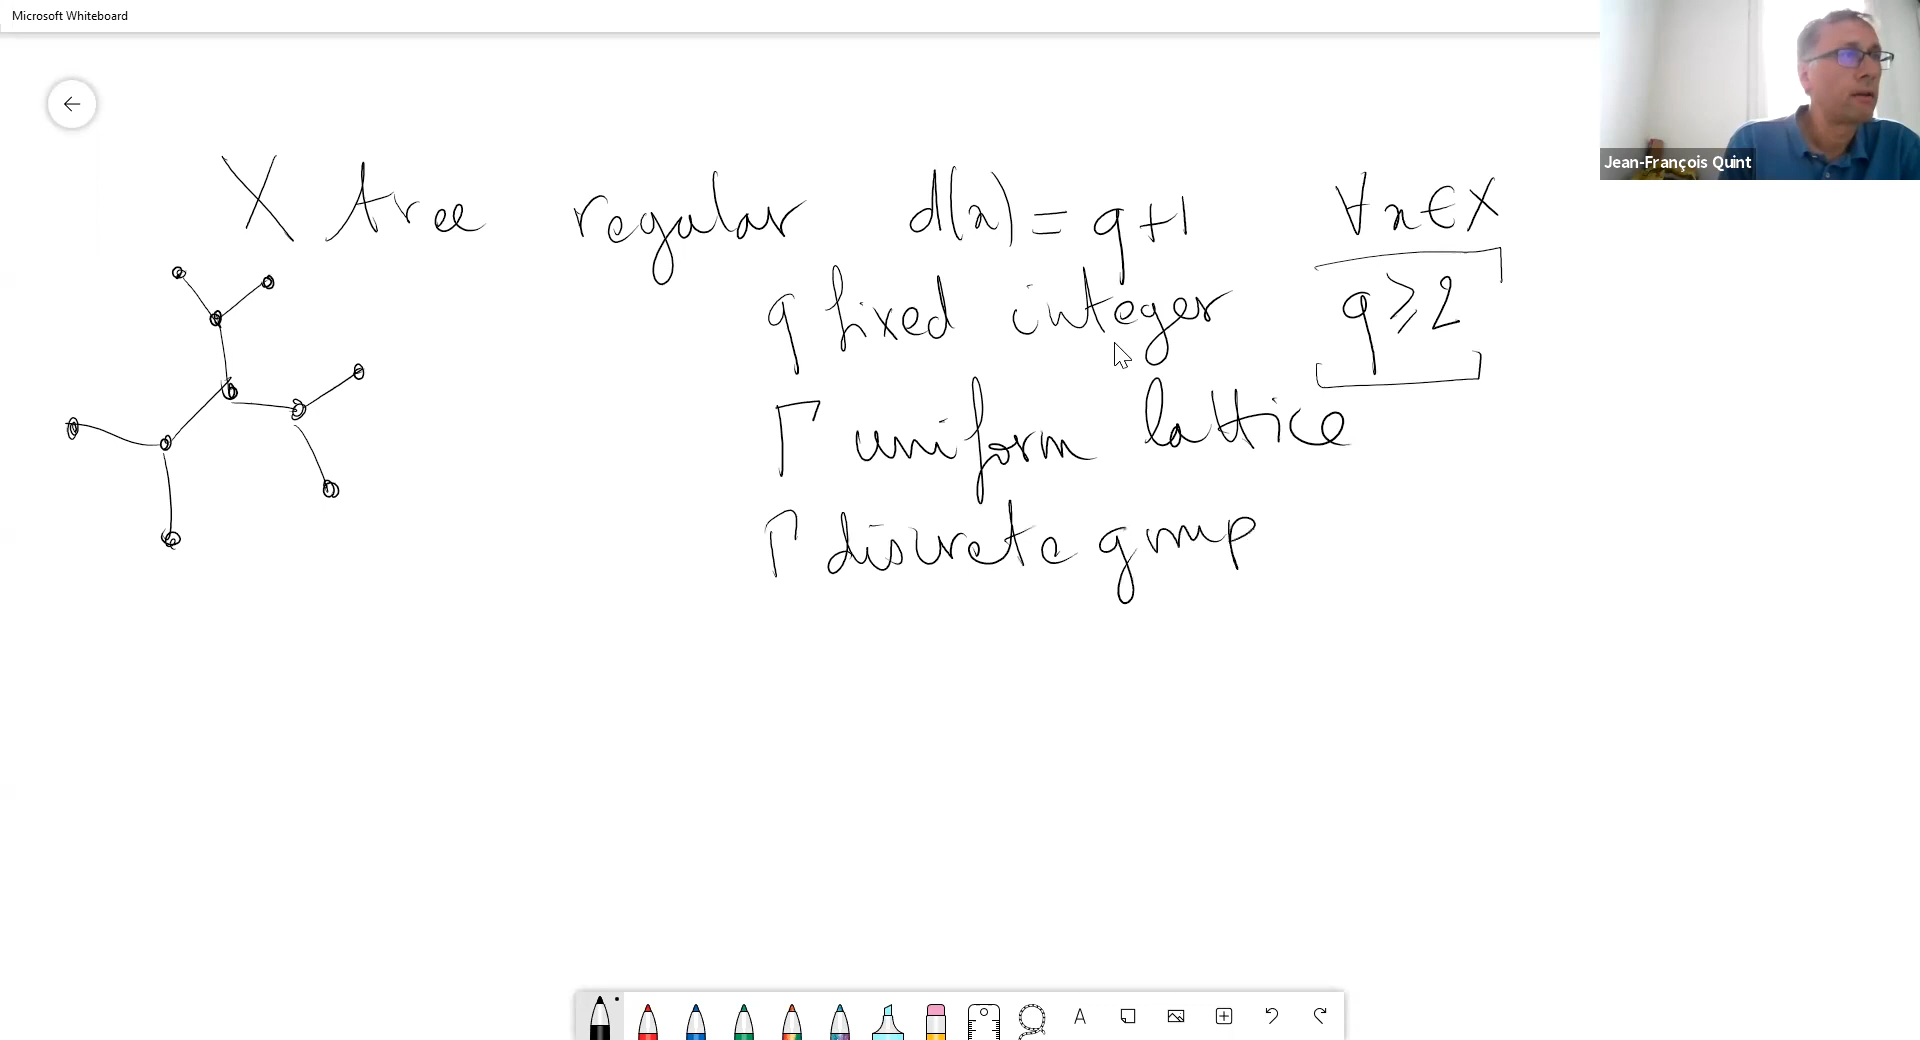 Microsoft Whiteboard
Jean-François Quint
X tree regular d(x) = q+1 ∀x∈X
q fixed integer q ⩾ 2
Γ uniform lattice
Γ discrete group
A